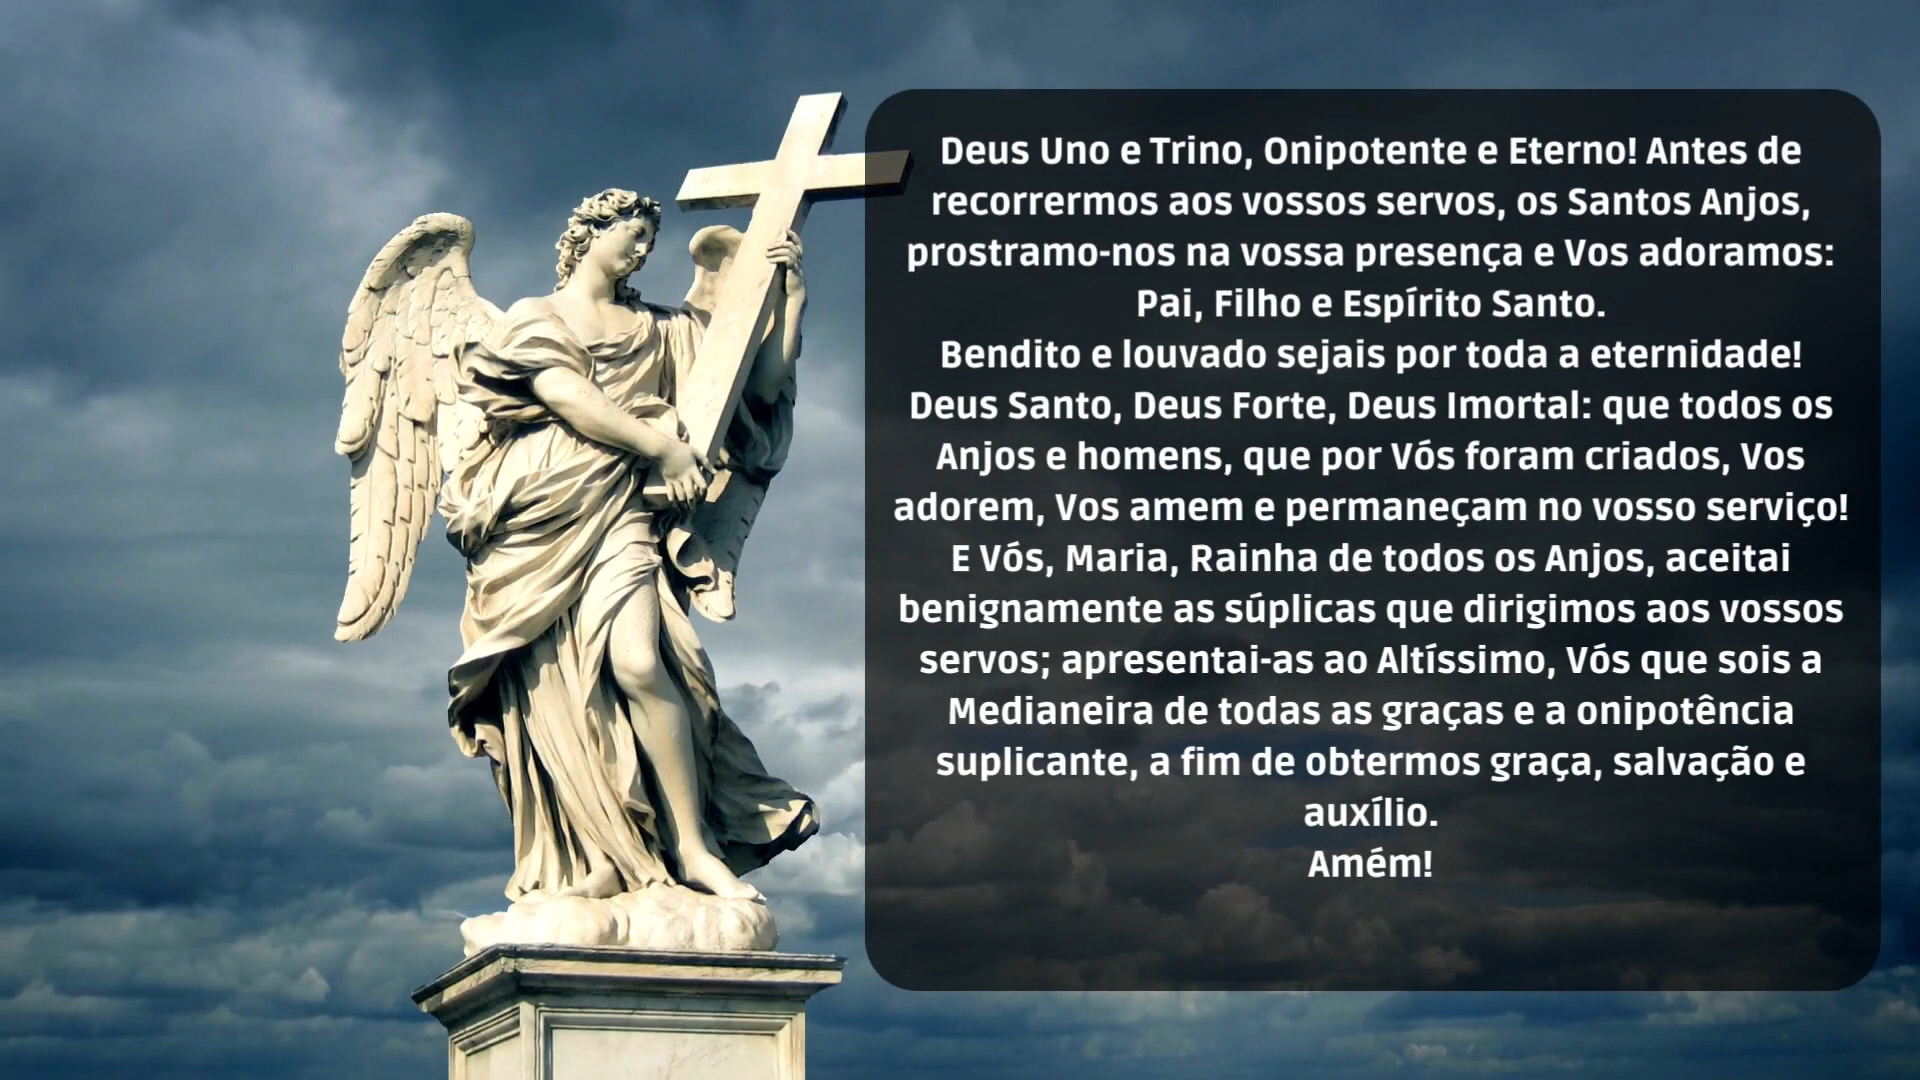 Deus Uno e Trino, Onipotente e Eterno! Antes de
recorrermos aos vossos servos, os Santos Anjos,
prostramo-nos na vossa presença e Vos adoramos:
Pai, Filho e Espírito Santo.
Bendito e louvado sejais por toda a eternidade!
Deus Santo, Deus Forte, Deus Imortal: que todos os
Anjos e homens, que por Vós foram criados, Vos
adorem, Vos amem e permaneçam no vosso serviço!
E Vós, Maria, Rainha de todos os Anjos, aceitai
benignamente as súplicas que dirigimos aos vossos
servos; apresentai-as ao Altíssimo, Vós que sois a
Medianeira de todas as graças e a onipotência
suplicante, a fim de obtermos graça, salvação e
auxílio.
Amém!